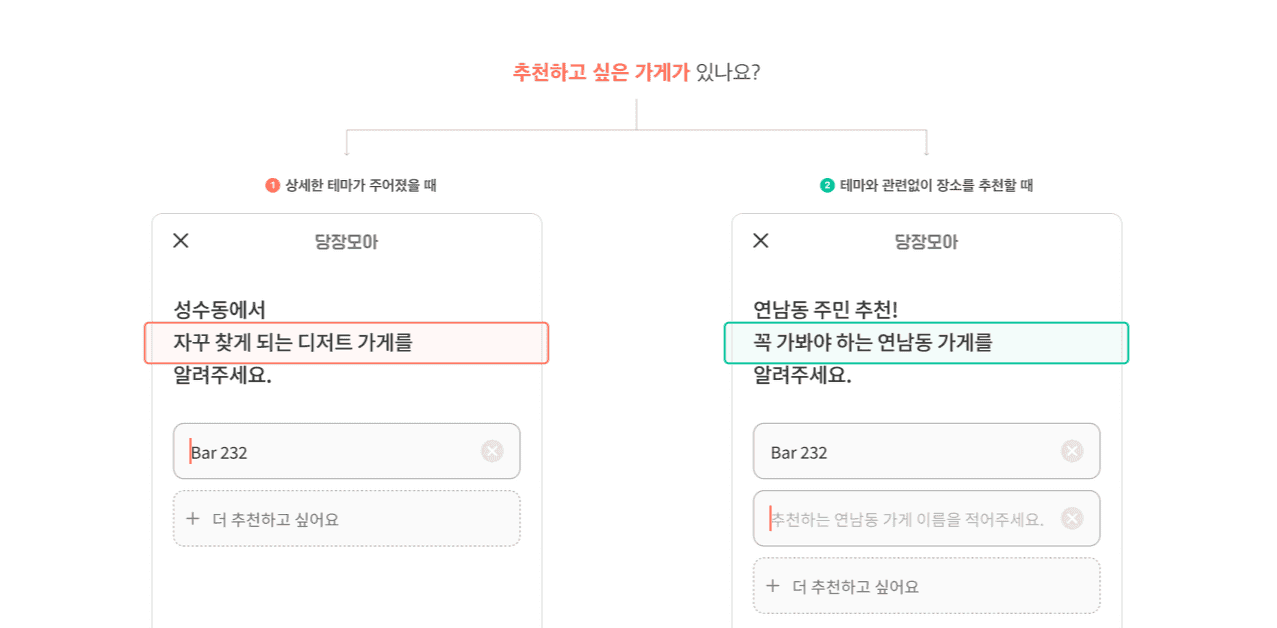 추천하고 싶은 가게가 있나요?
1 상세한 테마가 주어졌을 때
당장모아
성수동에서
자꾸 찾게 되는 디저트 가게를
알려주세요.
Bar 232
+ 더 추천하고 싶어요
2 테마와 관련없이 장소를 추천할 때
당장모아
연남동 주민 추천!
꼭 가봐야 하는 연남동 가게를
알려주세요.
Bar 232
추천하는 연남동 가게 이름을 적어주세요.
+ 더 추천하고 싶어요